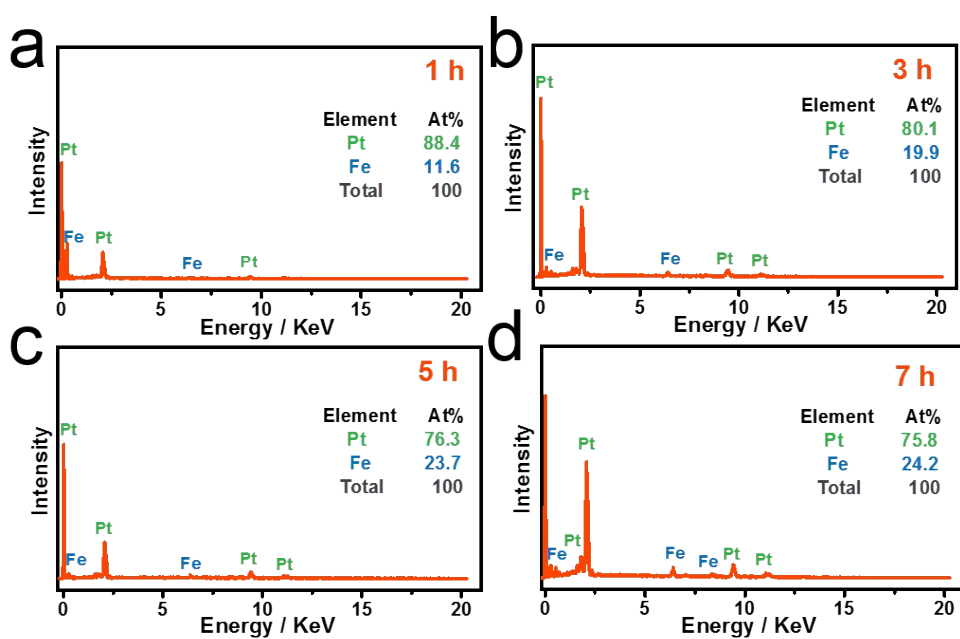 a
1 h
Element At%
Pt 88.4
Fe 11.6
Total 100
Pt
Fe Pt Fe Pt
Intensity
0 5 10 15 20
Energy / KeV
b
3 h
Element At%
Pt 80.1
Fe 19.9
Total 100
Pt
Pt
Fe Fe Pt Pt
Intensity
0 5 10 15 20
Energy / KeV
c
5 h
Element At%
Pt 76.3
Fe 23.7
Total 100
Pt
Pt
Fe Fe Pt Pt
Intensity
0 5 10 15 20
Energy / KeV
d
7 h
Element At%
Pt 75.8
Fe 24.2
Total 100
Pt
Fe Pt Fe Fe Pt Pt
Intensity
0 5 10 15 20
Energy / KeV